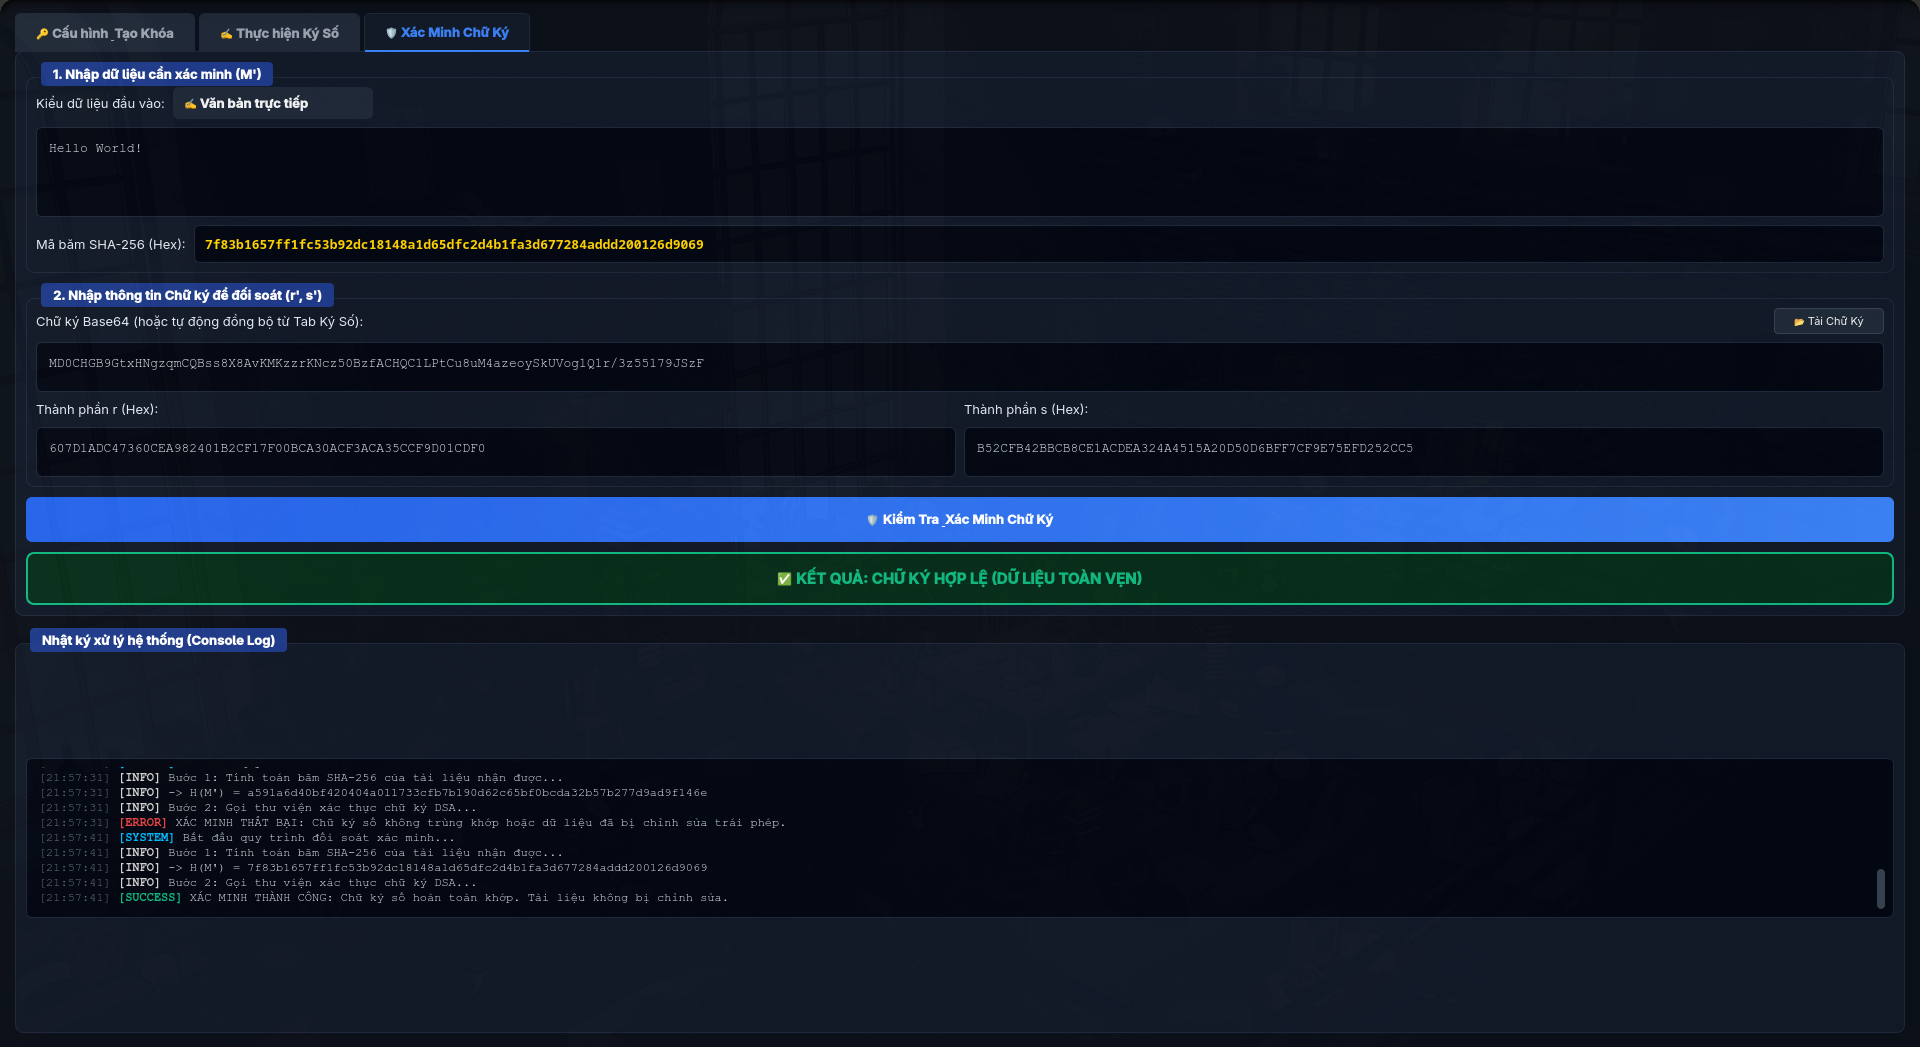 🔑 Cấu hình _Tạo Khóa
✍ Thực hiện Ký Số
🛡 Xác Minh Chữ Ký
1. Nhập dữ liệu cần xác minh (M')
Kiểu dữ liệu đầu vào:
✍ Văn bản trực tiếp
Hello World!
Mã băm SHA-256 (Hex):
7f83b1657ff1fc53b92dc18148a1d65dfc2d4b1fa3d677284addd200126d9069
2. Nhập thông tin Chữ ký để đối soát (r', s')
Chữ ký Base64 (hoặc tự động đồng bộ từ Tab Ký Số):
📂 Tải Chữ Ký
MD0CHGB9GtxHNgzqmCQBss8X8AvKMKzzrKNcz50BzfACHQC1LPtCu8uM4azeoySkUVog1Q1r/3z55179JSzF
Thành phần r (Hex):
Thành phần s (Hex):
607D1ADC47360CEA982401B2CF17F00BCA30ACF3ACA35CCF9D01CDF0
B52CFB42BBCB8CE1ACDEA324A4515A20D50D6BFF7CF9E75EFD252CC5
🛡 Kiểm Tra _Xác Minh Chữ Ký
✅ KẾT QUẢ: CHỮ KÝ HỢP LỆ (DỮ LIỆU TOÀN VẸN)
Nhật ký xử lý hệ thống (Console Log)
[21:57:31] [INFO] Bước 1: Tính toán băm SHA-256 của tài liệu nhận được...
[21:57:31] [INFO] -> H(M') = a591a6d40bf420404a011733cfb7b190d62c65bf0bcda32b57b277d9ad9f146e
[21:57:31] [INFO] Bước 2: Gọi thư viện xác thực chữ ký DSA...
[21:57:31] [ERROR] XÁC MINH THẤT BẠI: Chữ ký số không trùng khớp hoặc dữ liệu đã bị chỉnh sửa trái phép.
[21:57:41] [SYSTEM] Bắt đầu quy trình đối soát xác minh...
[21:57:41] [INFO] Bước 1: Tính toán băm SHA-256 của tài liệu nhận được...
[21:57:41] [INFO] -> H(M') = 7f83b1657ff1fc53b92dc18148a1d65dfc2d4b1fa3d677284addd200126d9069
[21:57:41] [INFO] Bước 2: Gọi thư viện xác thực chữ ký DSA...
[21:57:41] [SUCCESS] XÁC MINH THÀNH CÔNG: Chữ ký số hoàn toàn khớp. Tài liệu không bị chỉnh sửa.